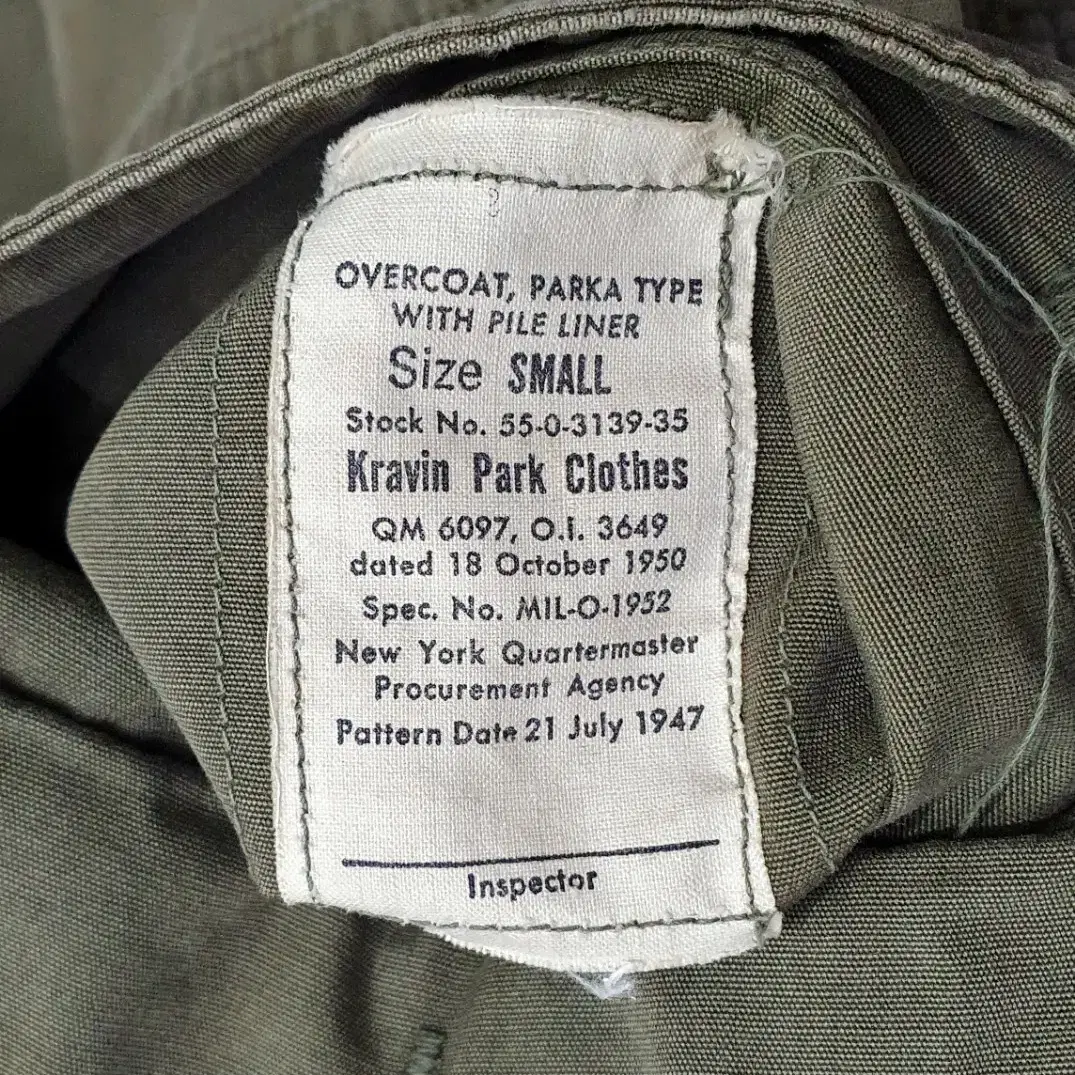 OVERCOAT, PARKA TYPE
WITH PILE LINER
Size SMALL
Stock No. 55-0-3139-35
Kravin Park Clothes
QM 6097, O.I. 3649
dated 18 October 1950
Spec. No. MIL-O-1952
New York Quartermaster
Procurement Agency
Pattern Date 21 July 1947
Inspector